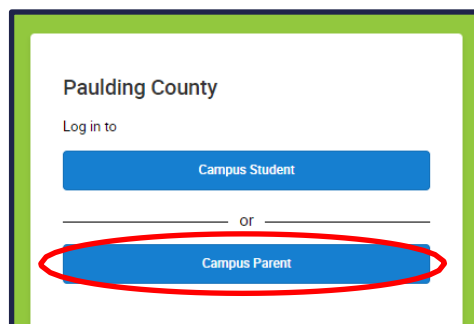 Paulding County
Log in to
Campus Student
or
Campus Parent